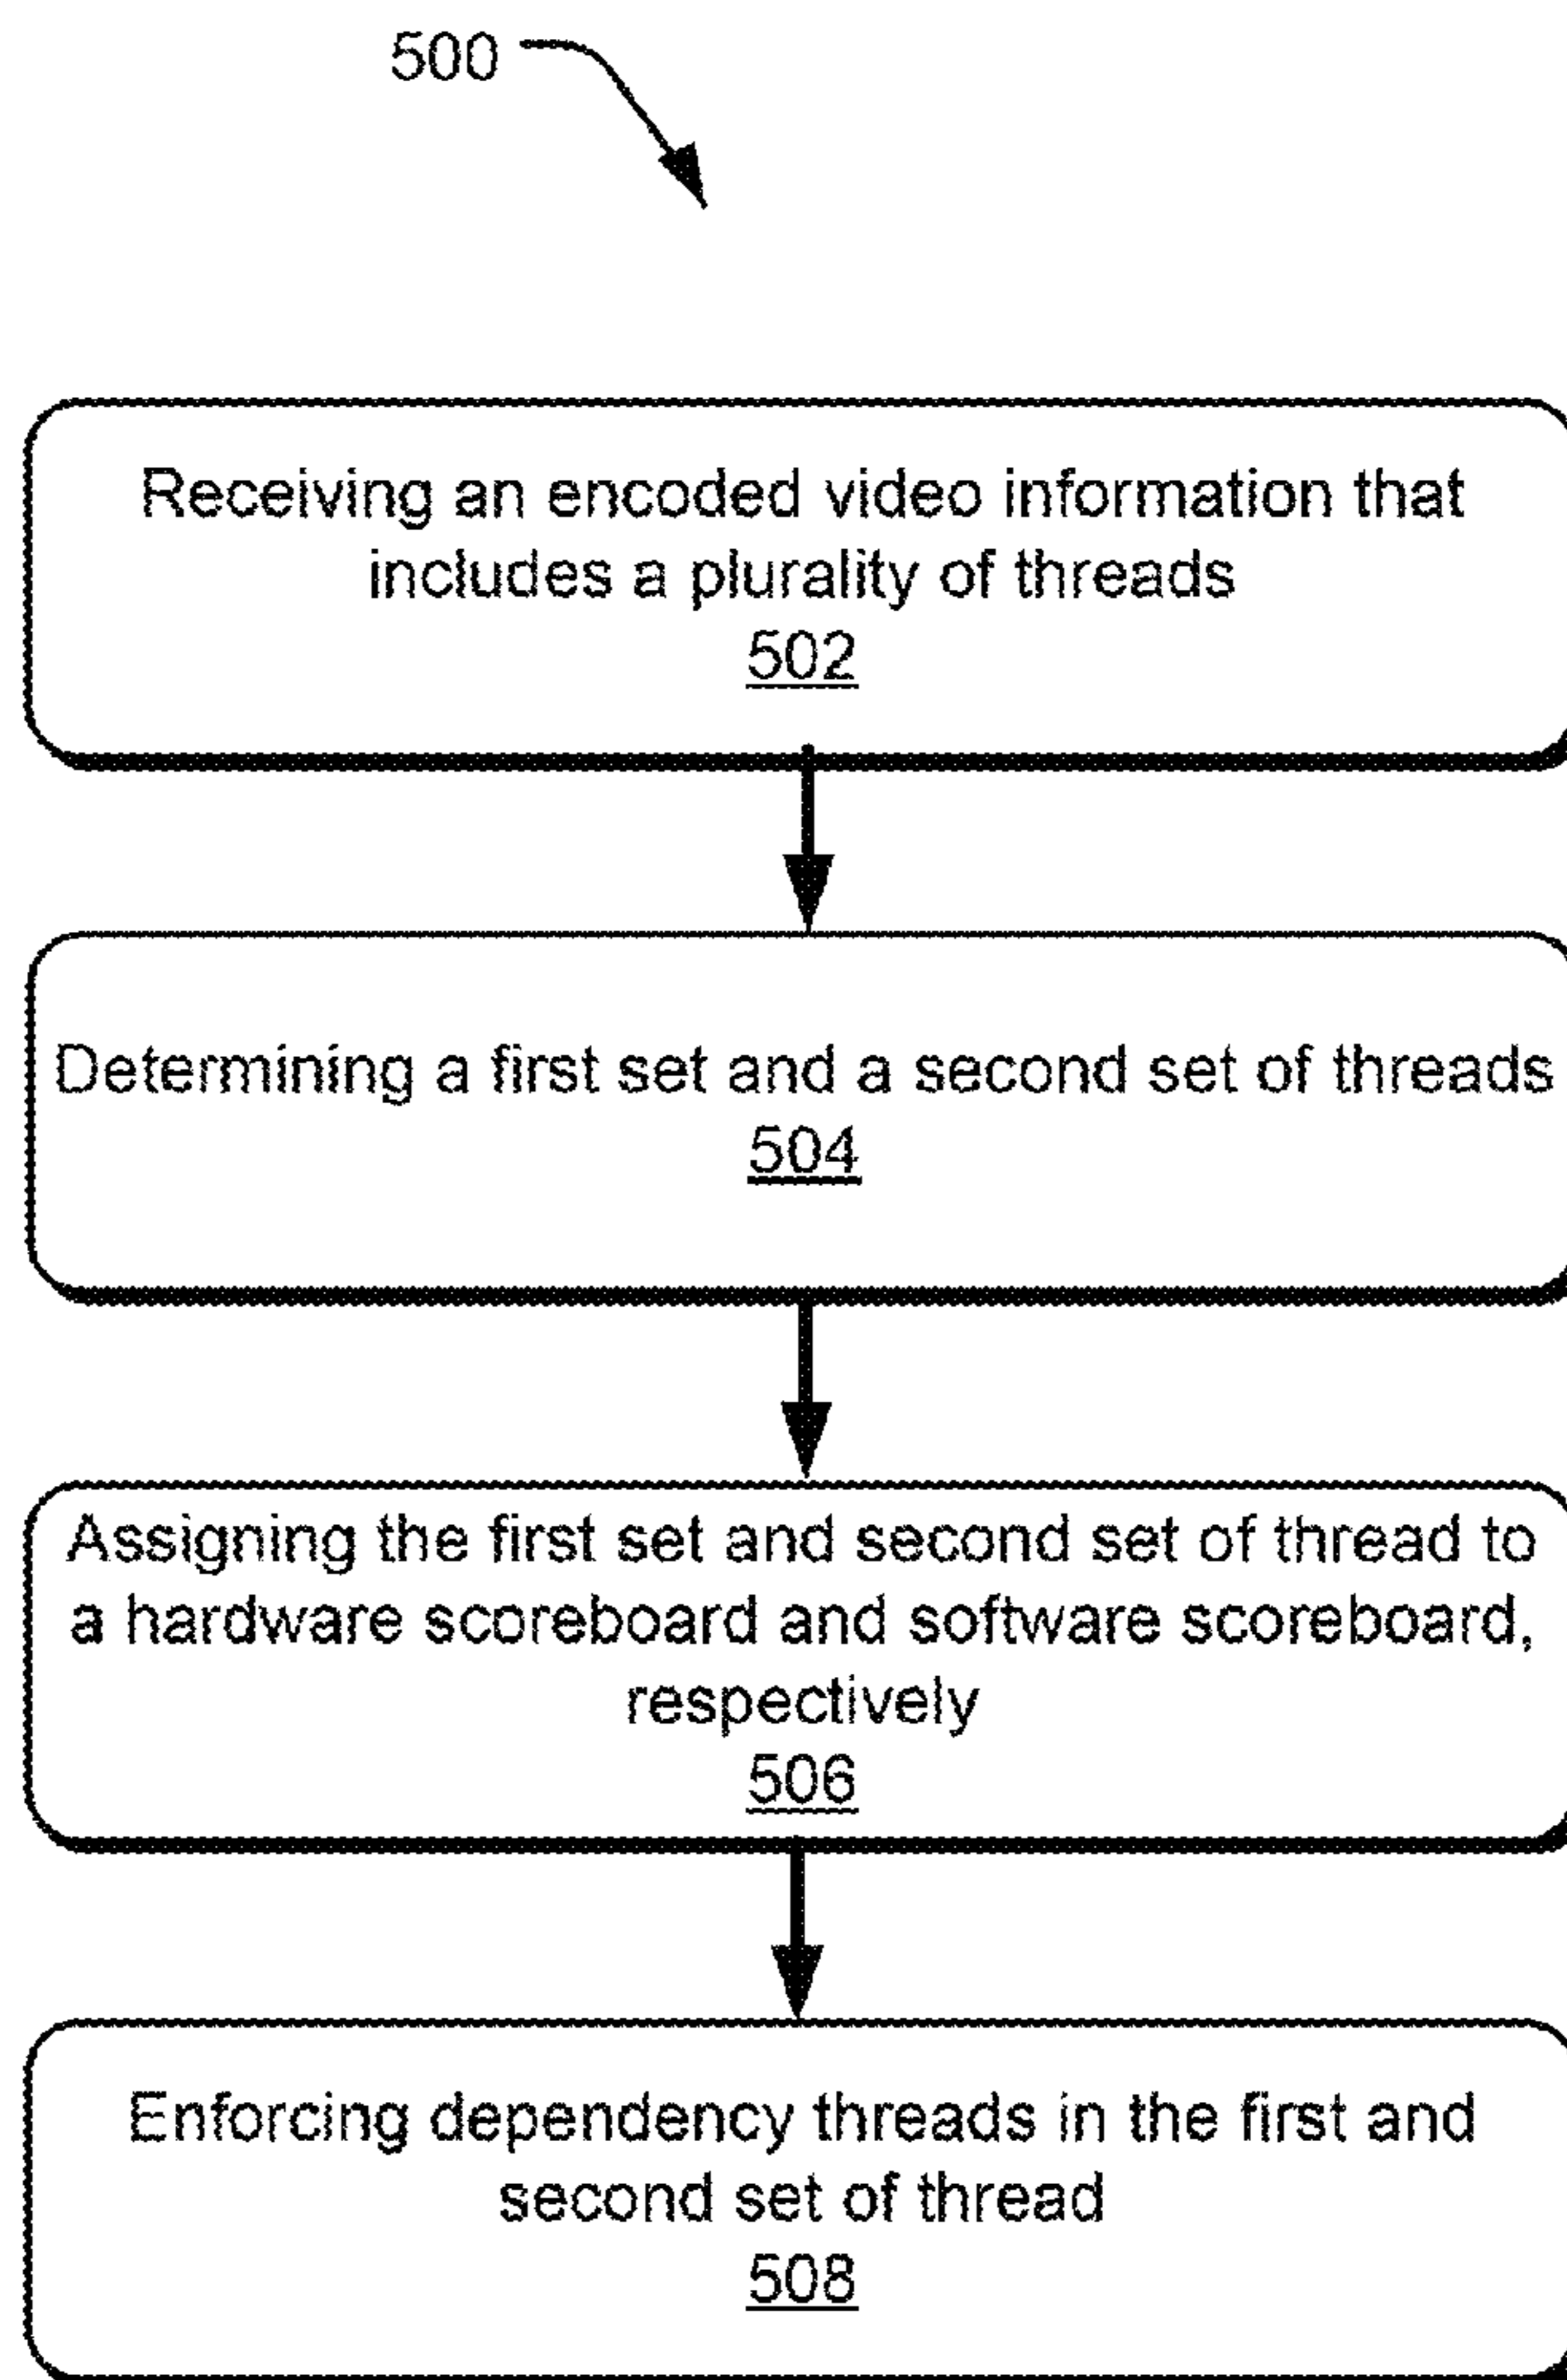 500
Receiving an encoded video information that
includes a plurality of threads
502
Determining a first set and a second set of threads
504
Assigning the first set and second set of thread to
a hardware scoreboard and software scoreboard,
respectively
506
Enforcing dependency threads in the first and
second set of thread
508